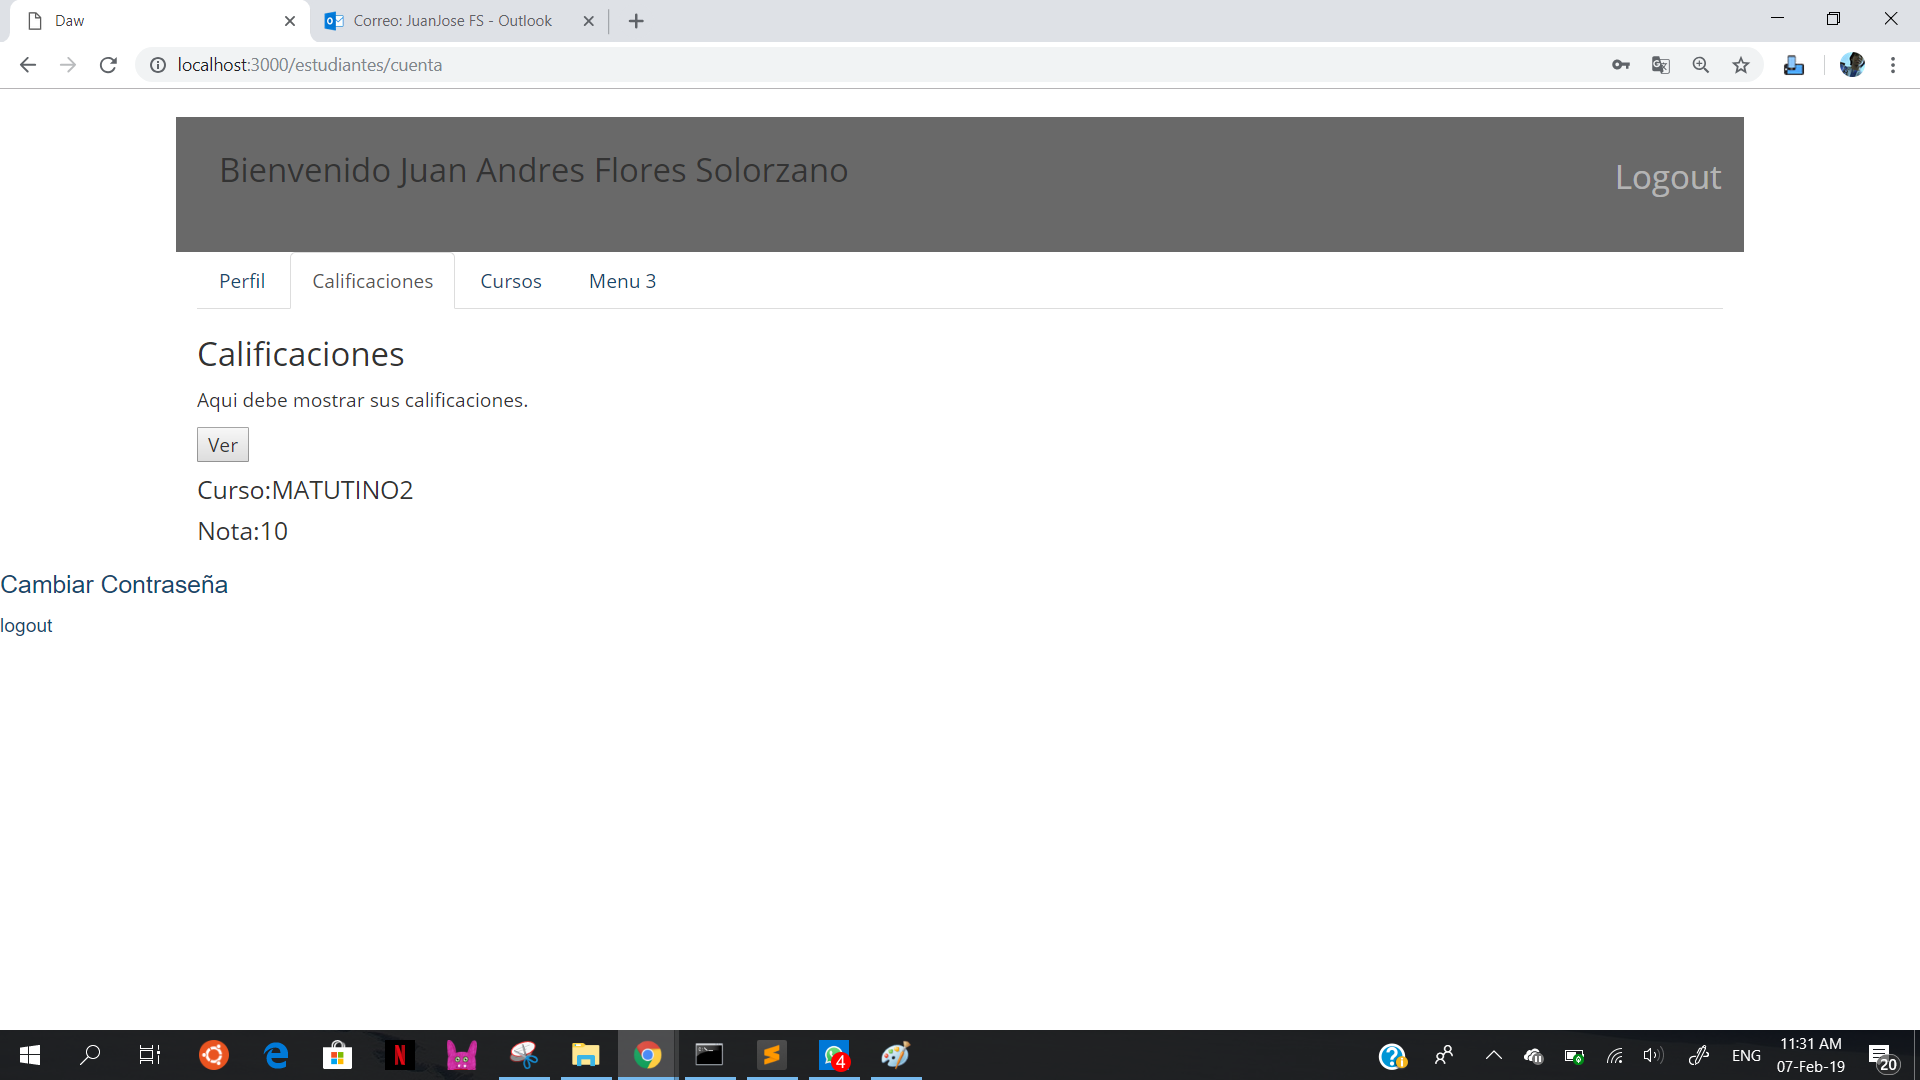 Daw
Correo: JuanJose FS - Outlook
localhost:3000/estudiantes/cuenta
Bienvenido Juan Andres Flores Solorzano
Logout
Perfil
Calificaciones
Cursos
Menu 3
Calificaciones
Aqui debe mostrar sus calificaciones.
Ver
Curso:MATUTINO2
Nota:10
Cambiar Contraseña
logout
N
4
ENG
11:31 AM
07-Feb-19
20